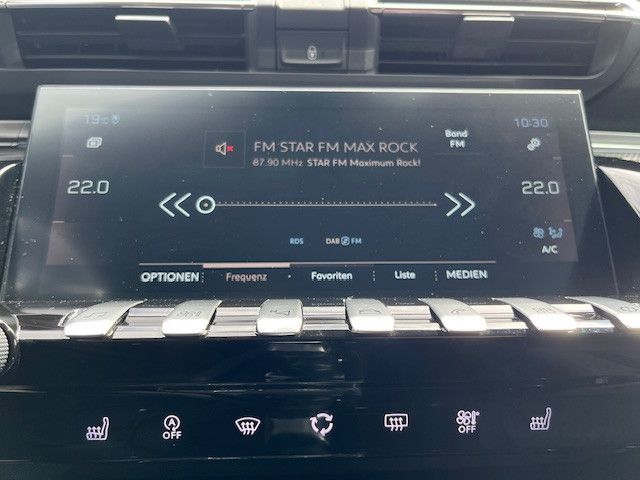 19°C
10:30
FM STAR FM MAX ROCK
Band
FM
87.90 MHz STAR FM Maximum Rock!
22.0
22.0
RDS DAB FM
A/C
OPTIONEN Frequenz Favoriten Liste MEDIEN
A OFF
OFF